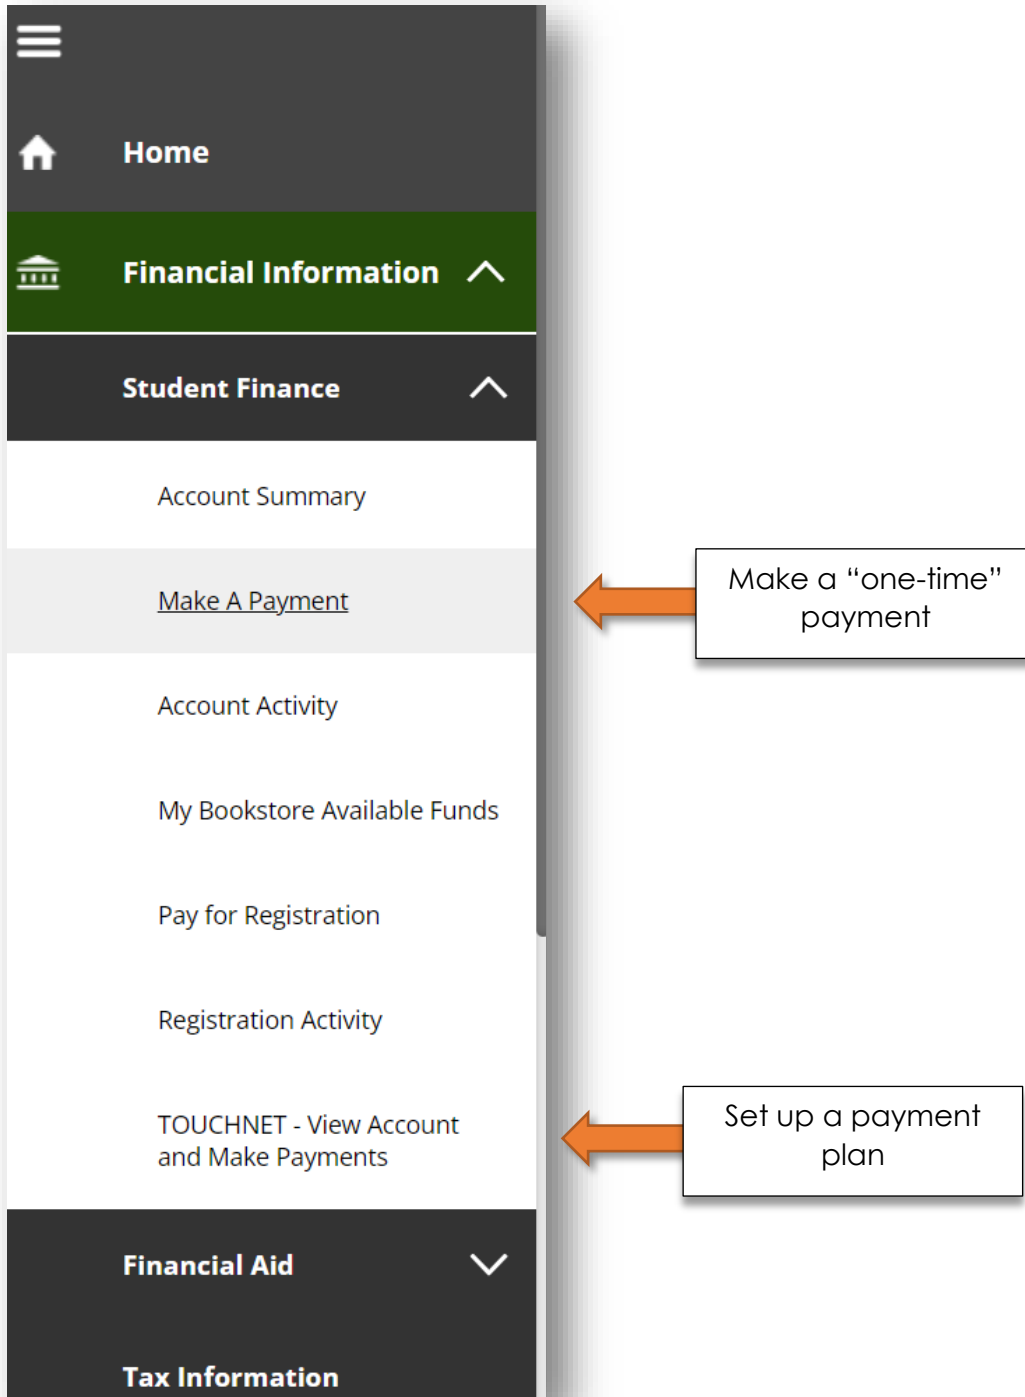 Home
Financial Information
Student Finance
Account Summary
Make A Payment
Make a “one-time”
payment
Account Activity
My Bookstore Available Funds
Pay for Registration
Registration Activity
TOUCHNET - View Account
and Make Payments
Set up a payment
plan
Financial Aid
Tax Information